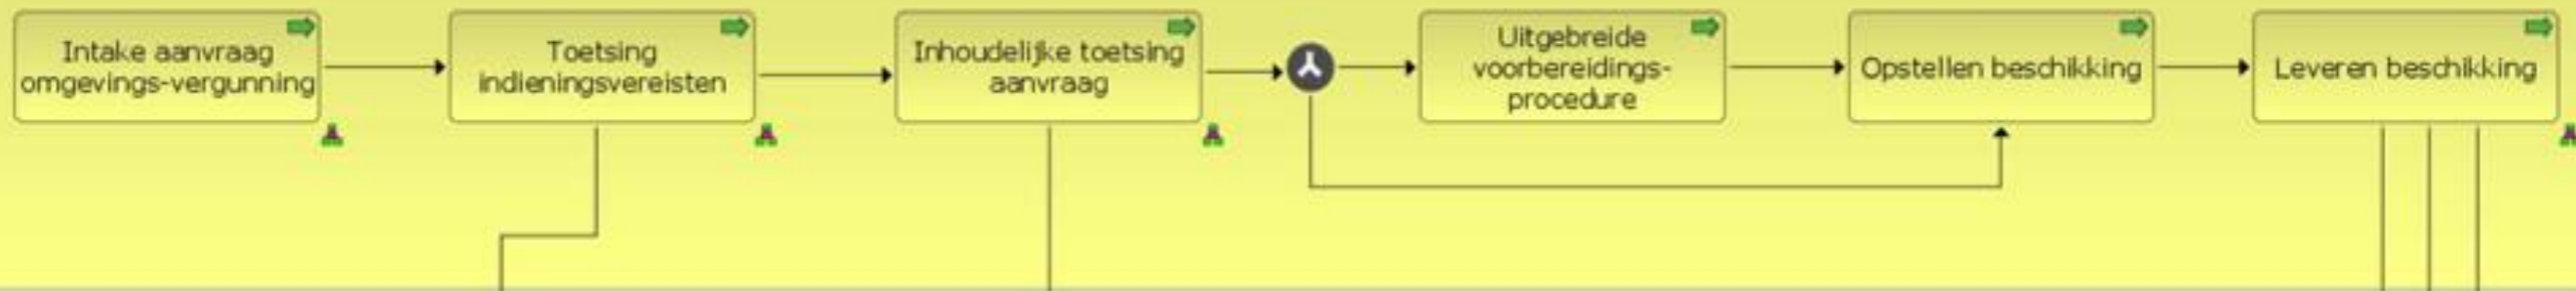 Intake aanvraag
omgevings-vergunning
Toetsing
indieningsvereisten
Inhoudelijke toetsing
aanvraag
Uitgebreide
voorbereidings-
procedure
Opstellen beschikking
Leveren beschikking